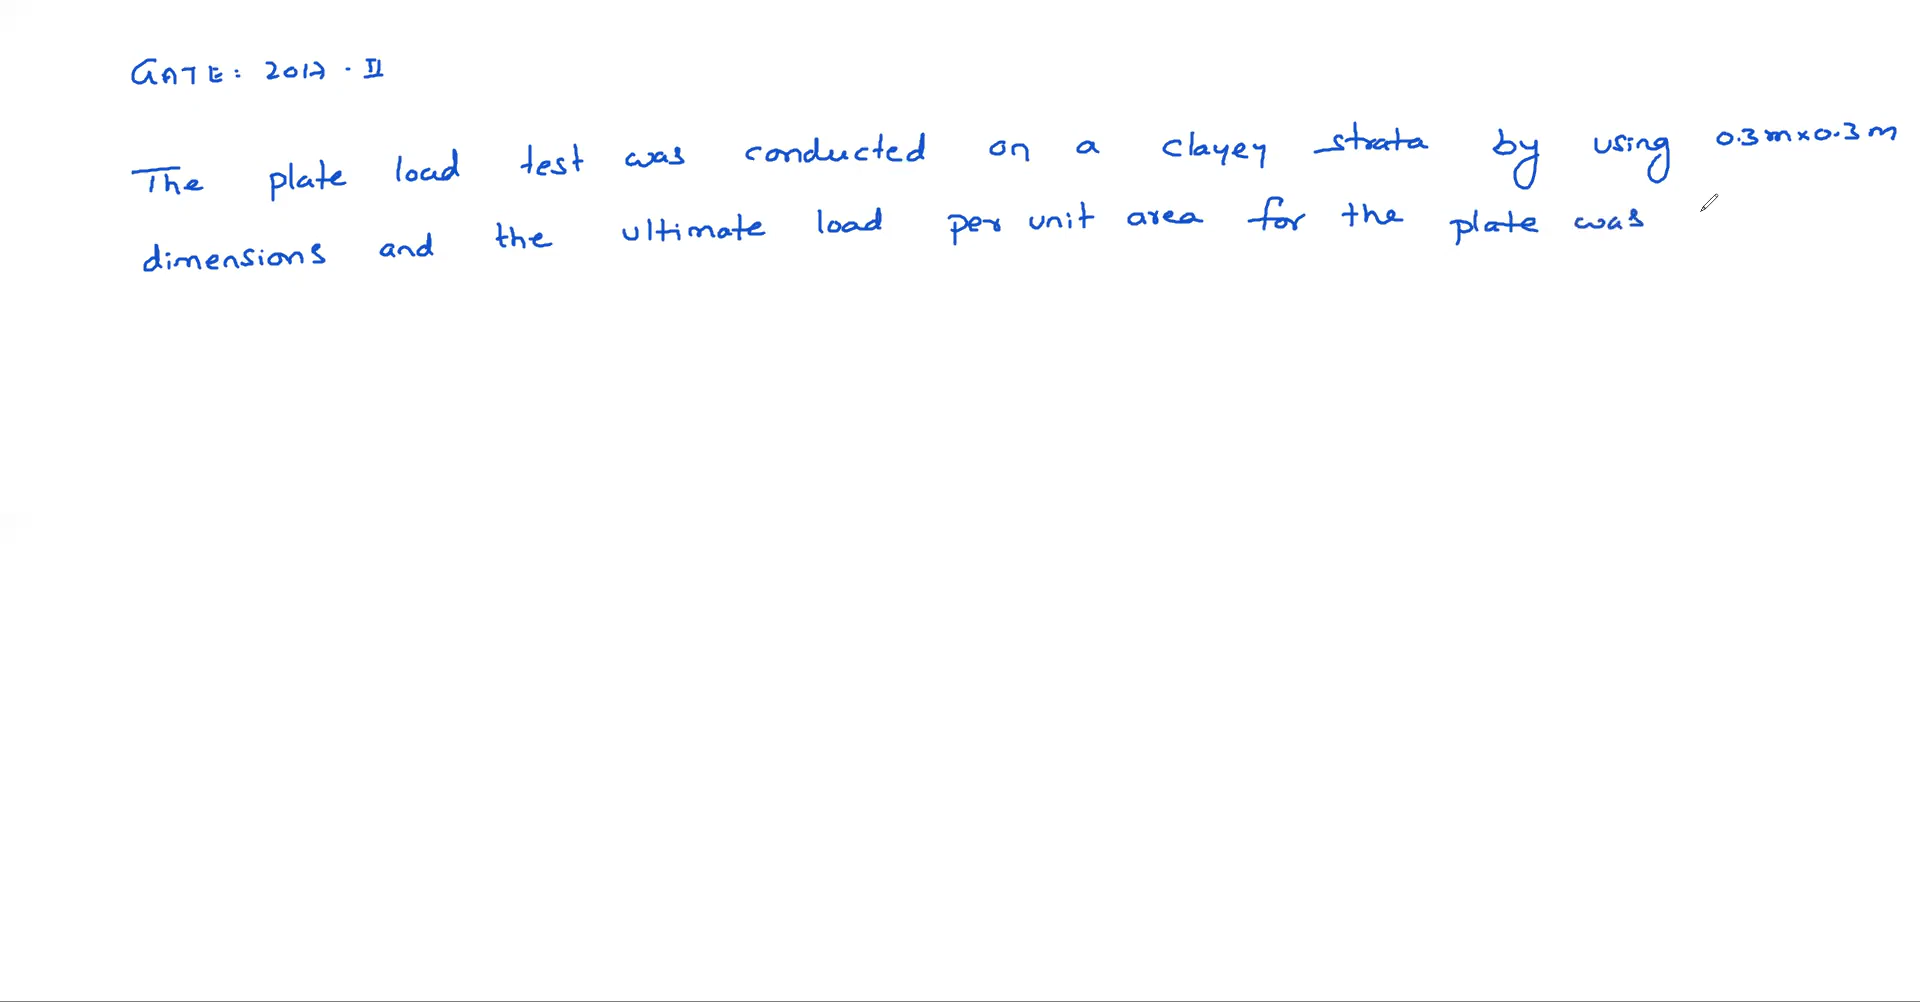 GATE: 2017 - II
The plate load test was conducted on a clayey strata by using 0.3m×0.3m
dimensions and the ultimate load per unit area for the plate was